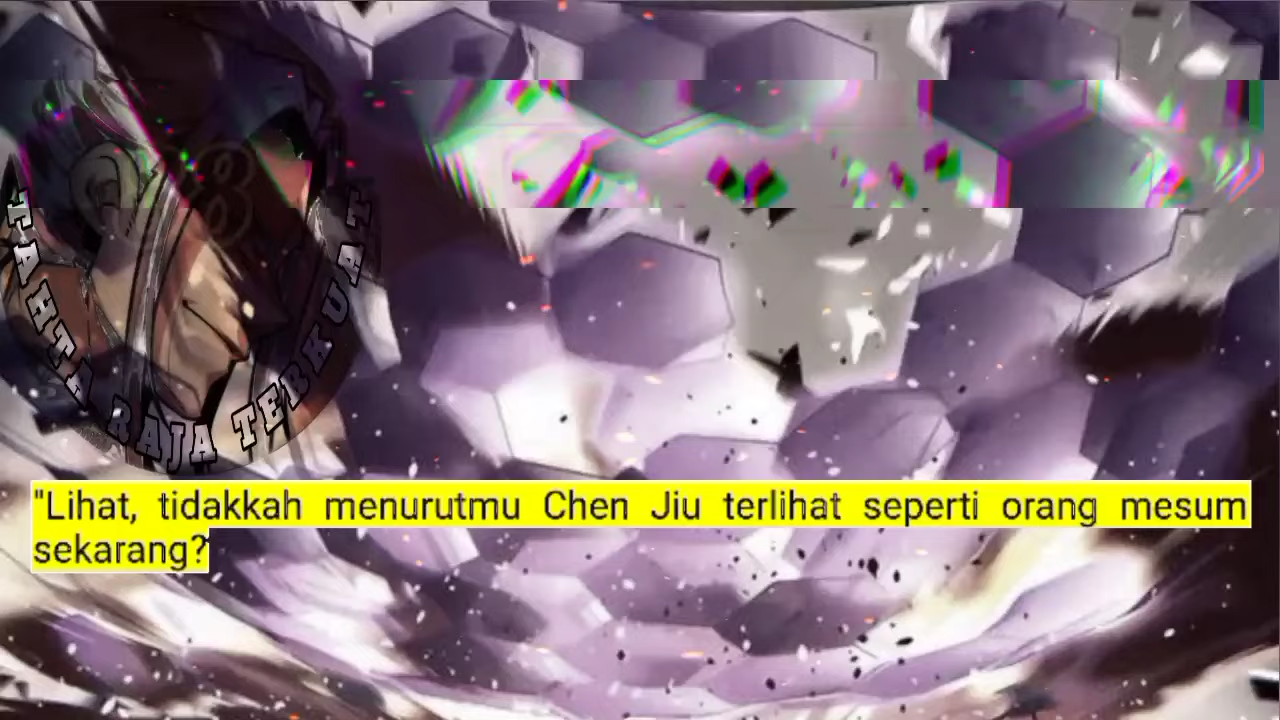 TAHTA RAJA TERKUAT
"Lihat, tidakkah menurutmu Chen Jiu terlihat seperti orang mesum
sekarang?